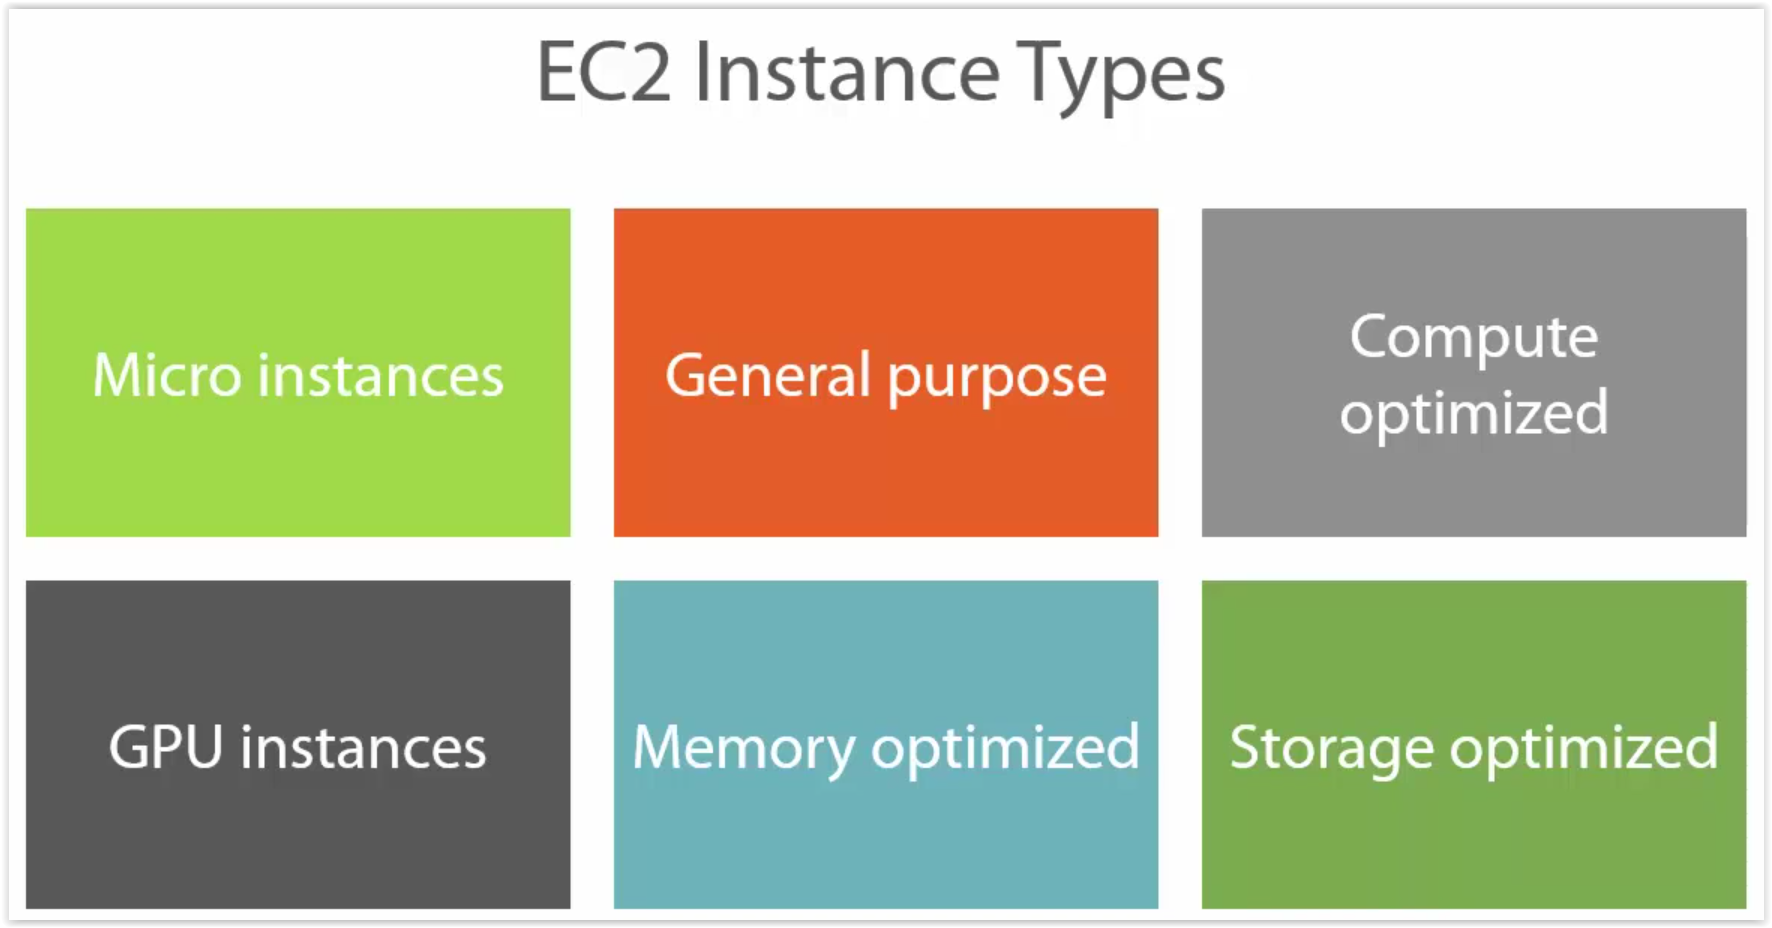 EC2 Instance Types
Micro instances
General purpose
Compute
optimized
GPU instances
Memory optimized
Storage optimized